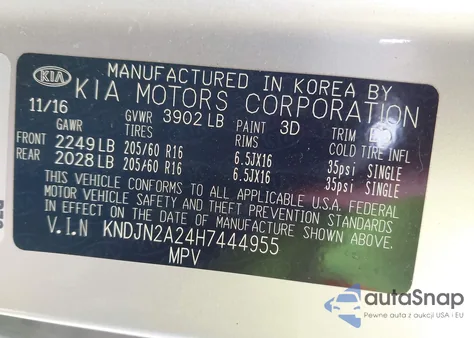 KIA
MANUFACTURED IN KOREA BY
KIA MOTORS CORPORATION
11/16 GVWR 3902 LB PAINT 3D TRIM
GAWR TIRES RIMS COLD TIRE INFL
FRONT 2249 LB 205/60 R16 6.5JX16 35psi SINGLE
REAR 2028 LB 205/60 R16 6.5JX16 35psi SINGLE
THIS VEHICLE CONFORMS TO ALL APPLICABLE U.S.A. FEDERAL
MOTOR VEHICLE SAFETY AND THEFT PREVENTION STANDARDS
IN EFFECT ON THE DATE OF MANUFACTURE SHOWN ABOVE.
V.I.N KNDJN2A24H7444955
MPV
autaSnap
Pewne auta z aukcji USA i EU